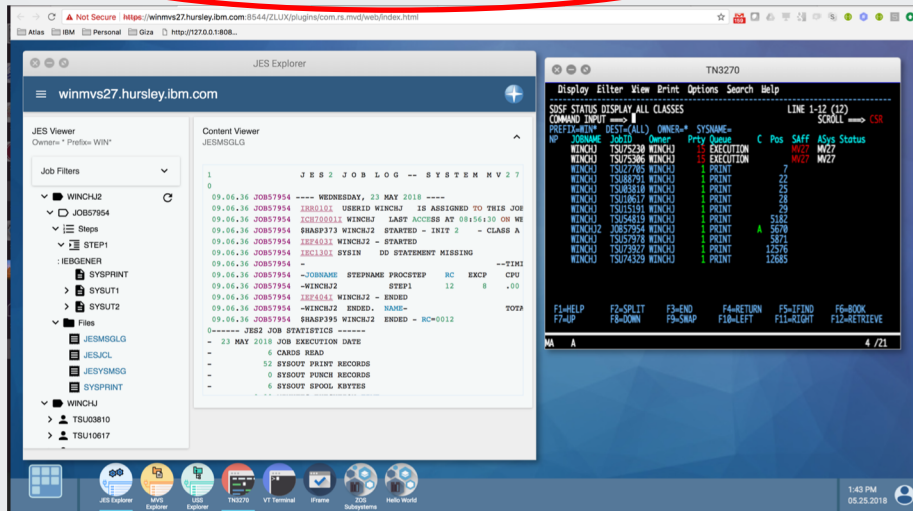 Not Secure https://winmvs27.hursley.ibm.com:8544/ZLUX/plugins/com.rs.mvd/web/index.html
Atlas IBM Personal Giza http://127.0.0.1:808...
JES Explorer
winmvs27.hursley.ibm.com
JES Viewer
Owner= * Prefix= WIN*
Job Filters
WINCHJ2
JOB57954
Steps
STEP1
: IEBGENER
SYSPRINT
SYSUT1
SYSUT2
Files
JESMSGLG
JESJCL
JESYSMSG
SYSPRINT
WINCHJ
TSU03810
TSU10617
Content Viewer
JESMSGLG
1 J E S 2 J O B L O G -- S Y S T E M M V 2 7
0
09.06.36 JOB57954 ---- WEDNESDAY, 23 MAY 2018 ----
09.06.36 JOB57954 IRR010I USERID WINCHJ IS ASSIGNED TO THIS JOB
09.06.36 JOB57954 ICH70001I WINCHJ LAST ACCESS AT 08:56:30 ON WE
09.06.36 JOB57954 $HASP373 WINCHJ2 STARTED - INIT 2 - CLASS A
09.06.36 JOB57954 IEF403I WINCHJ2 - STARTED
09.06.36 JOB57954 IEC130I SYSIN DD STATEMENT MISSING
09.06.36 JOB57954 - --TIMI
09.06.36 JOB57954 -JOBNAME STEPNAME PROCSTEP RC EXCP CPU
09.06.36 JOB57954 -WINCHJ2 STEP1 12 8 .00
09.06.36 JOB57954 IEF404I WINCHJ2 - ENDED
09.06.36 JOB57954 -WINCHJ2 ENDED. NAME- TOTA
09.06.36 JOB57954 $HASP395 WINCHJ2 ENDED - RC=0012
0------ JES2 JOB STATISTICS ------
- 23 MAY 2018 JOB EXECUTION DATE
- 6 CARDS READ
- 52 SYSOUT PRINT RECORDS
- 0 SYSOUT PUNCH RECORDS
- 6 SYSOUT SPOOL KBYTES
TN3270
Display Filter View Print Options Search Help
SDSF STATUS DISPLAY ALL CLASSES LINE 1-12 (12)
COMMAND INPUT ===> SCROLL ===> CSR
PREFIX=WIN* DEST=(ALL) OWNER=* SYSNAME=
NP JOBNAME JobID Owner Prty Queue C Pos SAff ASys Status
WINCHJ TSU75230 WINCHJ 15 EXECUTION MV27 MV27
WINCHJ TSU75306 WINCHJ 15 EXECUTION MV27 MV27
WINCHJ TSU27705 WINCHJ 1 PRINT 7
WINCHJ TSU88791 WINCHJ 1 PRINT 22
WINCHJ TSU03810 WINCHJ 1 PRINT 25
WINCHJ TSU10617 WINCHJ 1 PRINT 28
WINCHJ TSU15191 WINCHJ 1 PRINT 29
WINCHJ TSU54819 WINCHJ 1 PRINT 5182
WINCHJ2 JOB57954 WINCHJ 1 PRINT A 5670
WINCHJ TSU57978 WINCHJ 1 PRINT 5871
WINCHJ TSU73927 WINCHJ 1 PRINT 12576
WINCHJ TSU74329 WINCHJ 1 PRINT 12685
F1=HELP F2=SPLIT F3=END F4=RETURN F5=IFIND F6=BOOK
F7=UP F8=DOWN F9=SWAP F10=LEFT F11=RIGHT F12=RETRIEVE
MA A 4 /21
JES Explorer
MVS Explorer
USS Explorer
TN3270
VT Terminal
IFrame
ZOS Subsystems
Hello World
1:43 PM
05.25.2018